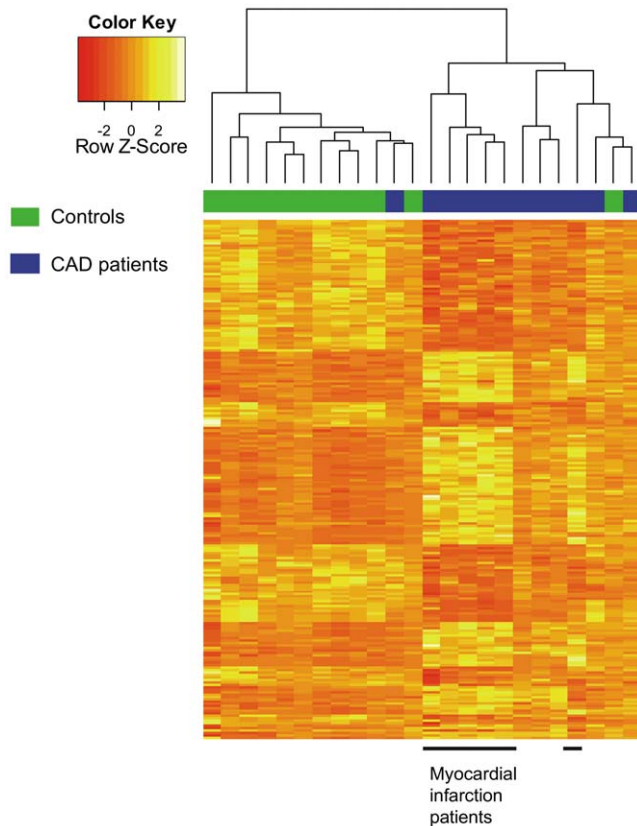 Color Key
-2 0 2
Row Z-Score
Controls
CAD patients
Myocardial
infarction
patients